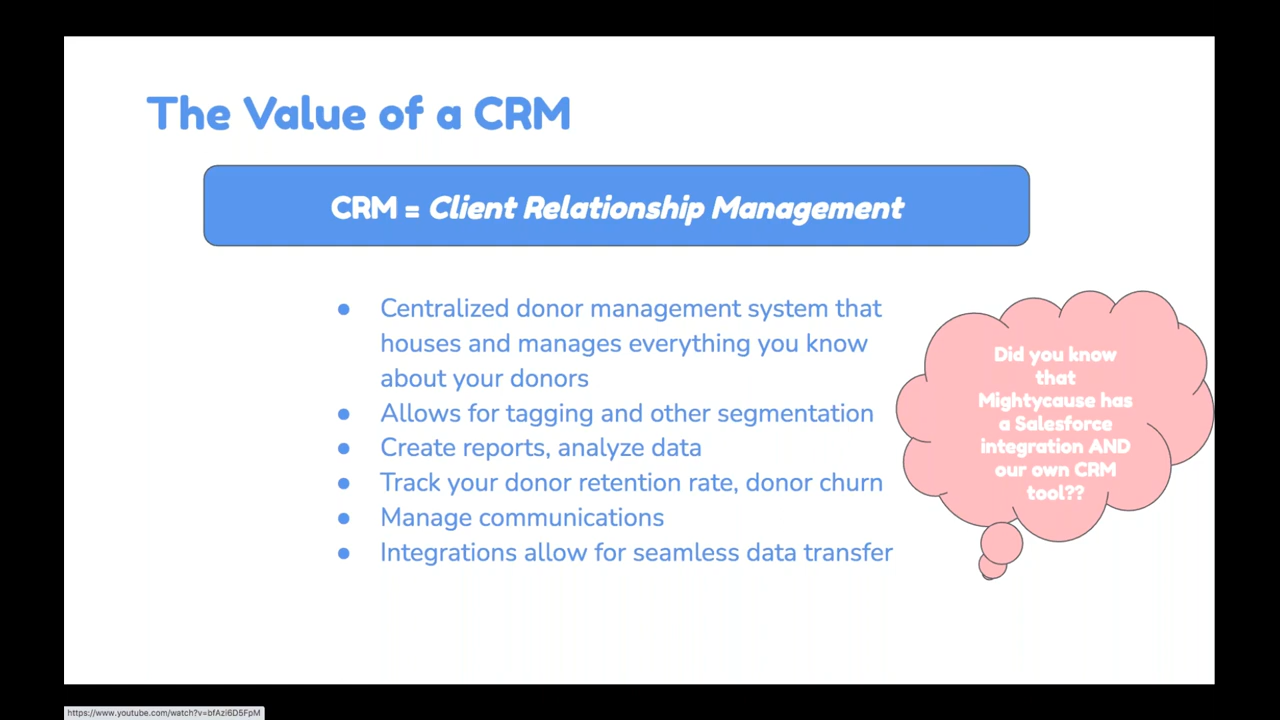 The Value of a CRM
CRM = Client Relationship Management
● Centralized donor management system that
houses and manages everything you know
about your donors
● Allows for tagging and other segmentation
● Create reports, analyze data
● Track your donor retention rate, donor churn
● Manage communications
● Integrations allow for seamless data transfer
Did you know
that
Mightycause has
a Salesforce
integration AND
our own CRM
tool??
https://www.youtube.com/watch?v=bfAzi6D5FpM